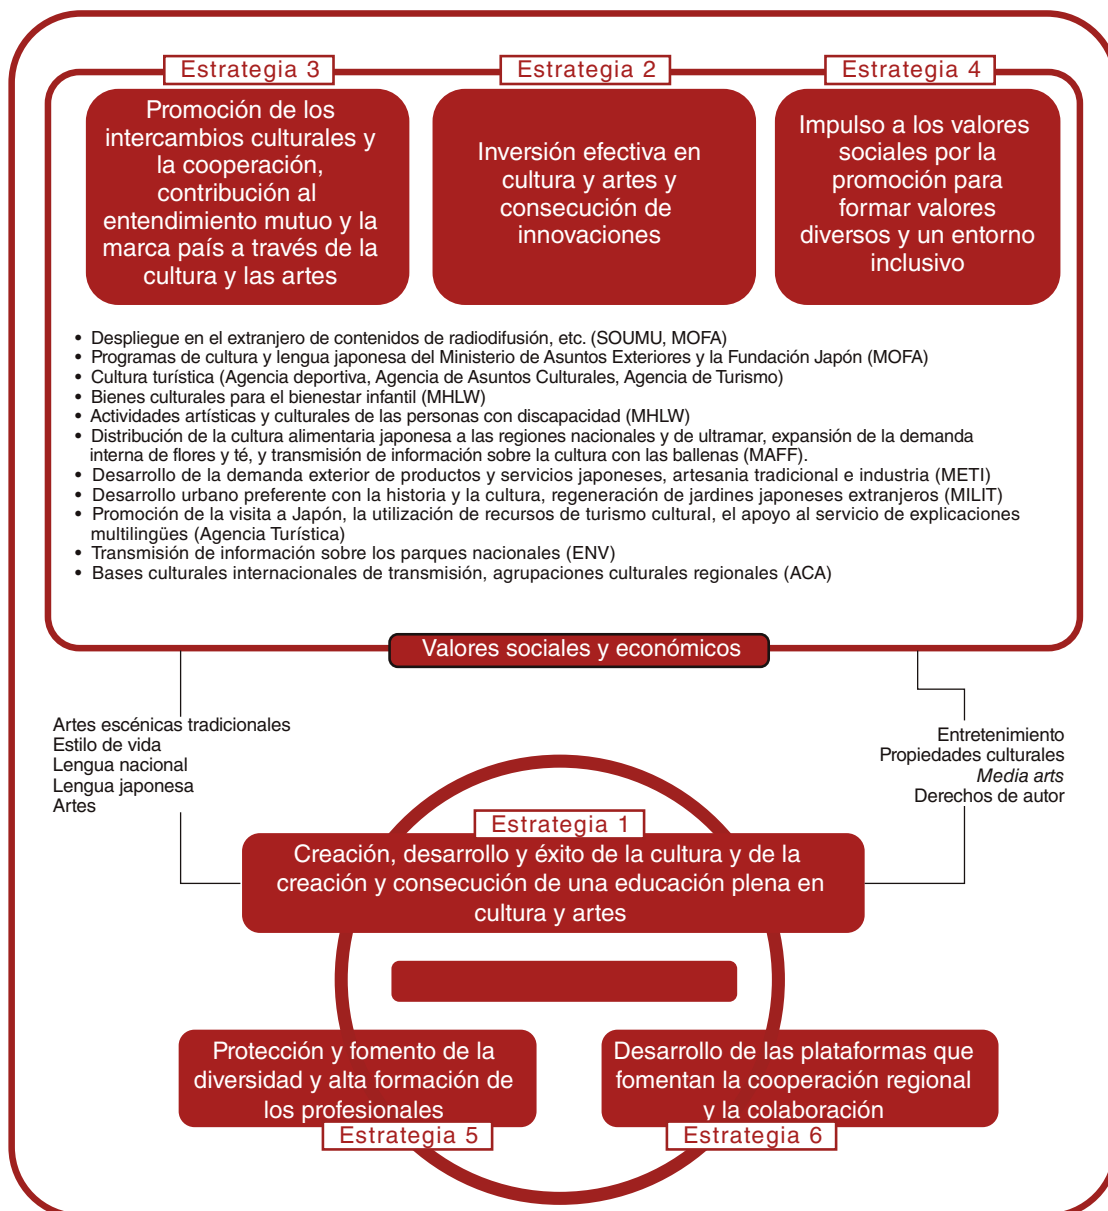 Estrategia 3
Promoción de los
intercambios culturales y
la cooperación,
contribución al
entendimiento mutuo y la
marca país a través de la
cultura y las artes
Estrategia 2
Inversión efectiva en
cultura y artes y
consecución de
innovaciones
Estrategia 4
Impulso a los valores
sociales por la
promoción para
formar valores
diversos y un entorno
inclusivo
• Despliegue en el extranjero de contenidos de radiodifusión, etc. (SOUMU, MOFA)
• Programas de cultura y lengua japonesa del Ministerio de Asuntos Exteriores y la Fundación Japón (MOFA)
• Cultura turística (Agencia deportiva, Agencia de Asuntos Culturales, Agencia de Turismo)
• Bienes culturales para el bienestar infantil (MHLW)
• Actividades artísticas y culturales de las personas con discapacidad (MHLW)
• Distribución de la cultura alimentaria japonesa a las regiones nacionales y de ultramar, expansión de la demanda
interna de flores y té, y transmisión de información sobre la cultura con las ballenas (MAFF).
• Desarrollo de la demanda exterior de productos y servicios japoneses, artesania tradicional e industria (METI)
• Desarrollo urbano preferente con la historia y la cultura, regeneración de jardines japoneses extranjeros (MILIT)
• Promoción de la visita a Japón, la utilización de recursos de turismo cultural, el apoyo al servicio de explicaciones
multilingües (Agencia Turística)
• Transmisión de información sobre los parques nacionales (ENV)
• Bases culturales internacionales de transmisión, agrupaciones culturales regionales (ACA)
Valores sociales y económicos
Artes escénicas tradicionales
Estilo de vida
Lengua nacional
Lengua japonesa
Artes
Entretenimiento
Propiedades culturales
Media arts
Derechos de autor
Estrategia 1
Creación, desarrollo y éxito de la cultura y de la
creación y consecución de una educación plena en
cultura y artes
Protección y fomento de la
diversidad y alta formación de
los profesionales
Estrategia 5
Desarrollo de las plataformas que
fomentan la cooperación regional
y la colaboración
Estrategia 6